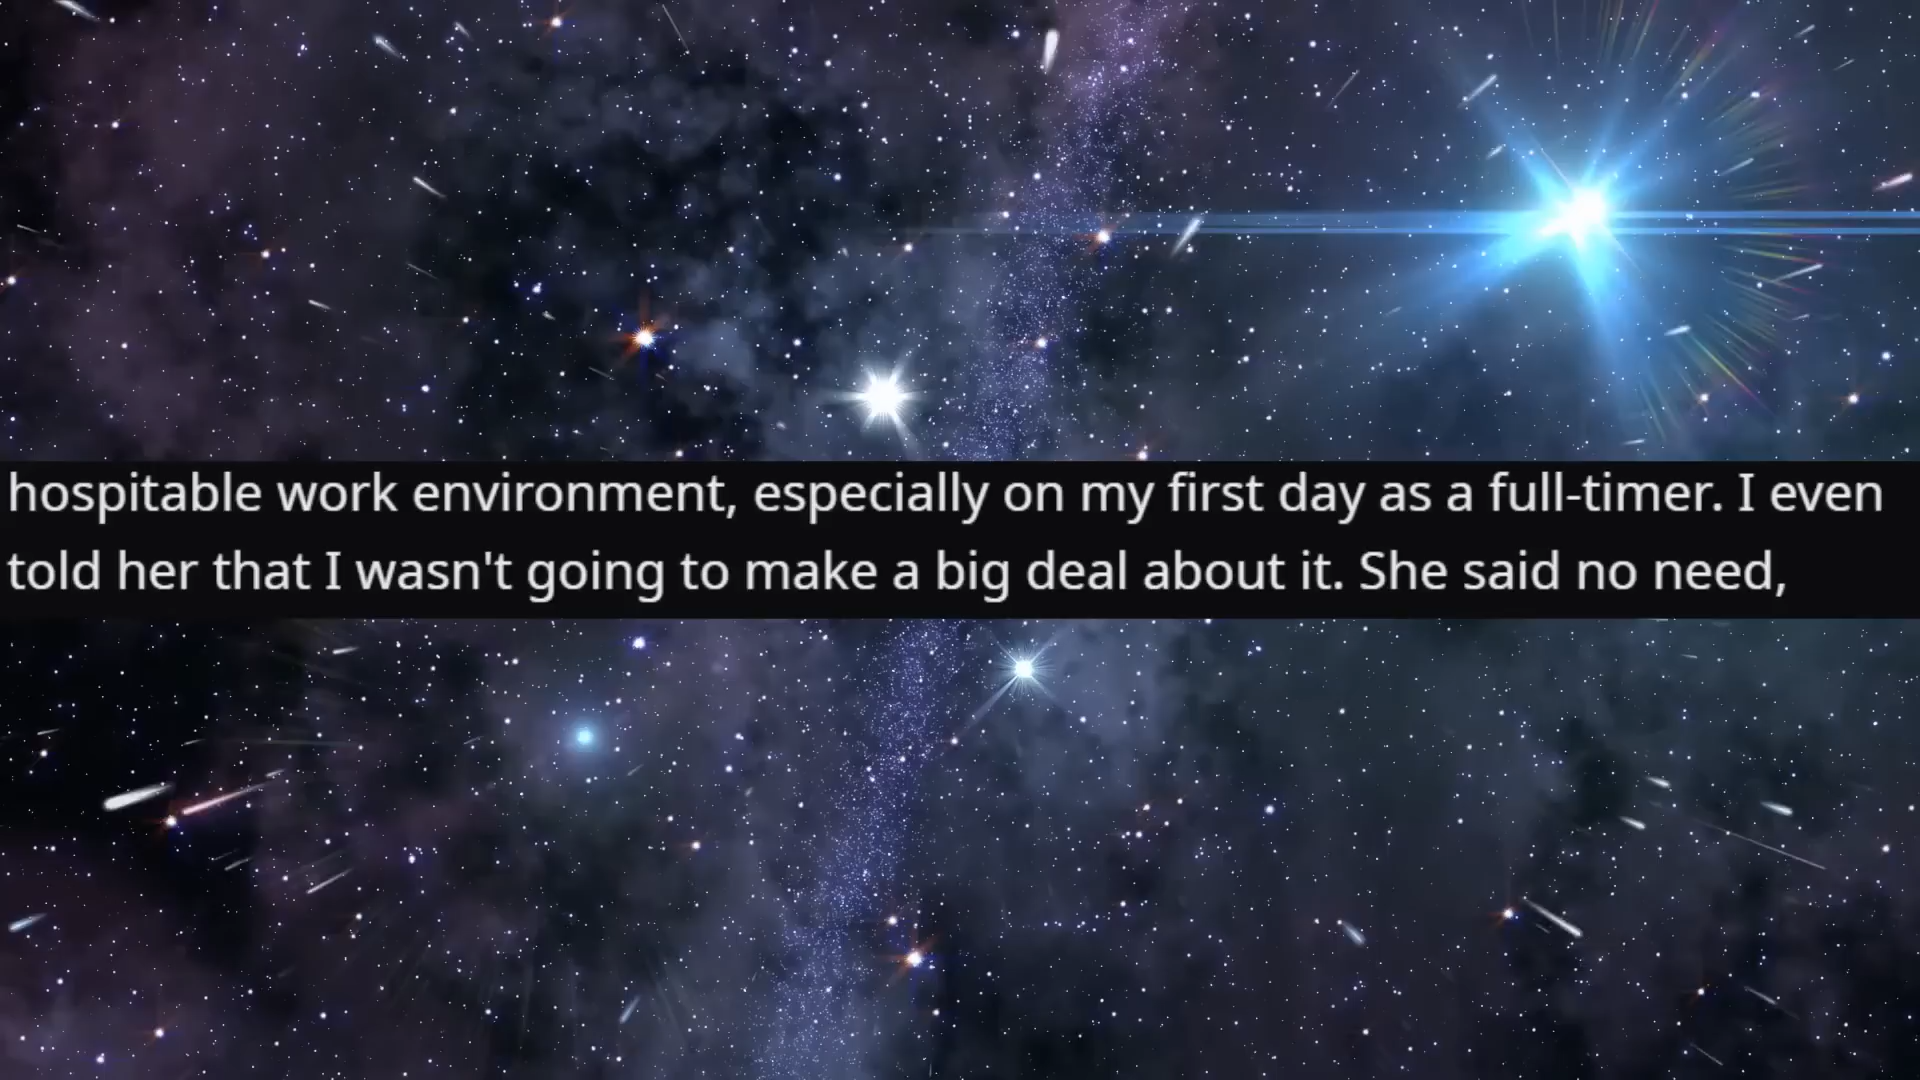 hospitable work environment, especially on my first day as a full-timer. I even
told her that I wasn't going to make a big deal about it. She said no need,